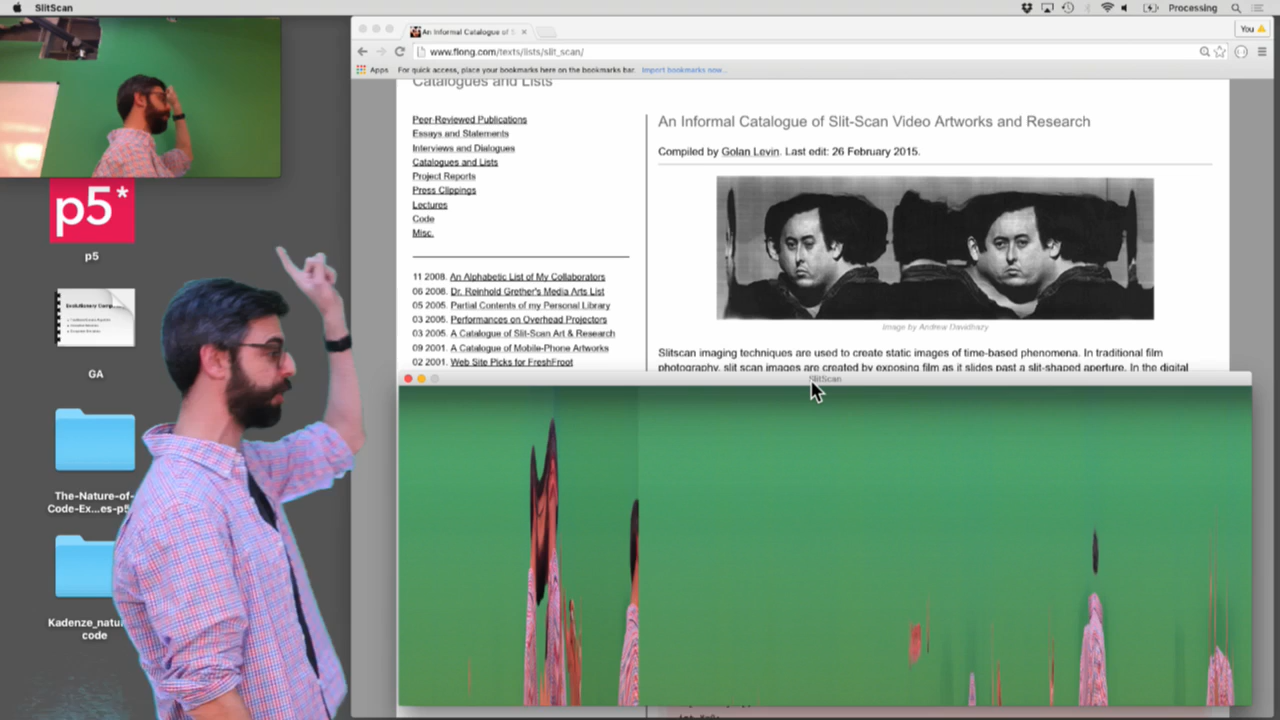 SlitScan
Processing
An Informal Catalogue of S
You
www.flong.com/texts/lists/slit_scan/
Apps
For quick access, place your bookmarks here on the bookmarks bar.
Import bookmarks now...
Catalogues and Lists
Peer-Reviewed Publications
Essays and Statements
Interviews and Dialogues
Catalogues and Lists
Project Reports
Press Clippings
Lectures
Code
Misc.
11 2008. An Alphabetic List of My Collaborators
06 2008. Dr. Reinhold Grether's Media Arts List
05 2005. Partial Contents of my Personal Library
03 2005. Performances on Overhead Projectors
03 2005. A Catalogue of Slit-Scan Art & Research
09 2001. A Catalogue of Mobile-Phone Artworks
02 2001. Web Site Picks for FreshFroot
An Informal Catalogue of Slit-Scan Video Artworks and Research
Compiled by Golan Levin. Last edit: 26 February 2015.
Image by Andrew Davidhazy
Slitscan imaging techniques are used to create static images of time-based phenomena. In traditional film
photography, slit scan images are created by exposing film as it slides past a slit-shaped aperture. In the digital
SlitScan
p5*
p5
GA
The-Nature-of-
Code-Ex...es-p5
Kadenze_natu
code